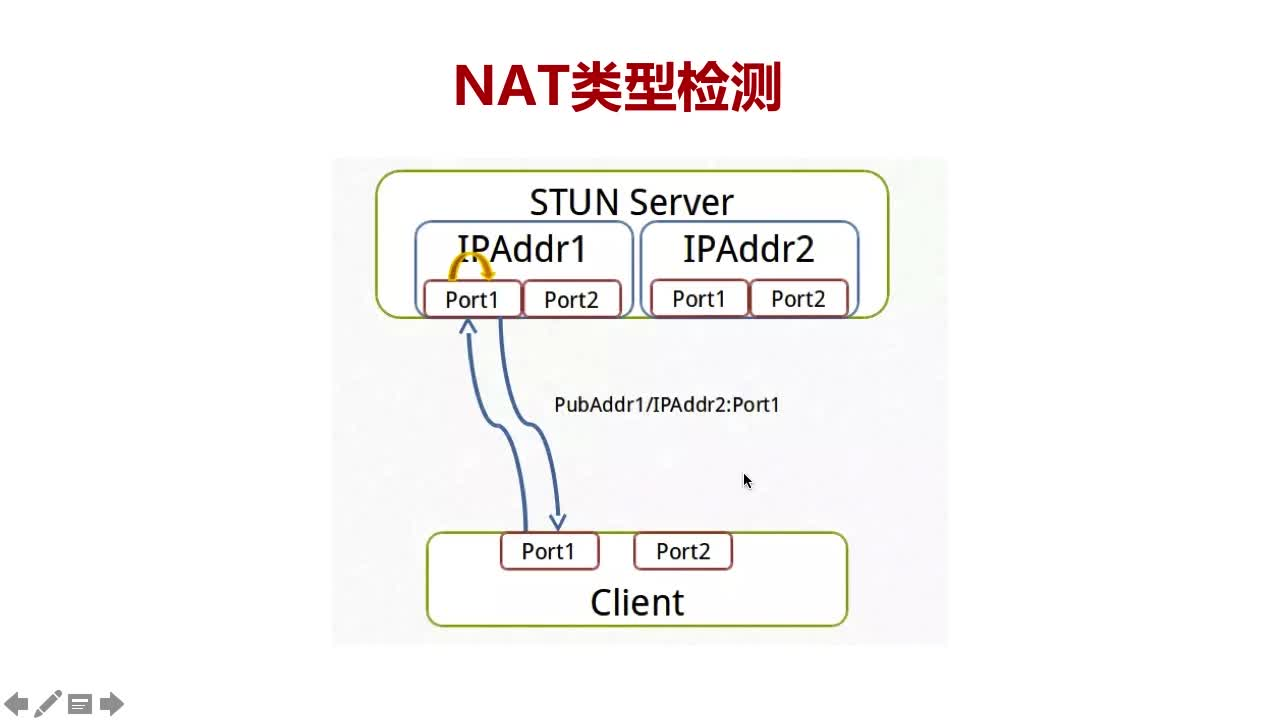 NAT类型检测
STUN Server
IPAddr1
IPAddr2
Port1
Port2
Port1
Port2
PubAddr1/IPAddr2:Port1
Port1
Port2
Client